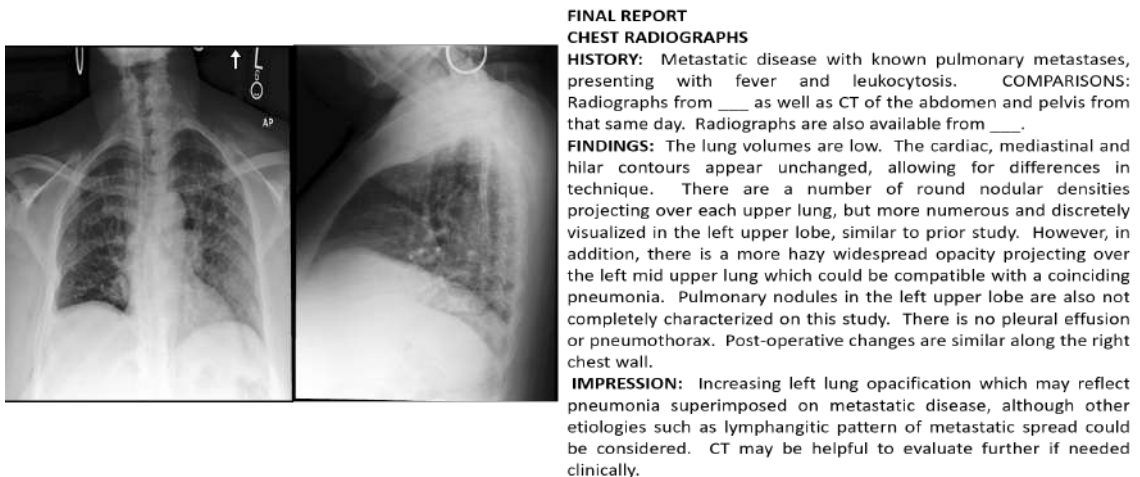 L
AP
FINAL REPORT
CHEST RADIOGRAPHS
HISTORY: Metastatic disease with known pulmonary metastases,
presenting with fever and leukocytosis. COMPARISONS:
Radiographs from ___ as well as CT of the abdomen and pelvis from
that same day. Radiographs are also available from ___.
FINDINGS: The lung volumes are low. The cardiac, mediastinal and
hilar contours appear unchanged, allowing for differences in
technique. There are a number of round nodular densities
projecting over each upper lung, but more numerous and discretely
visualized in the left upper lobe, similar to prior study. However, in
addition, there is a more hazy widespread opacity projecting over
the left mid upper lung which could be compatible with a coinciding
pneumonia. Pulmonary nodules in the left upper lobe are also not
completely characterized on this study. There is no pleural effusion
or pneumothorax. Post-operative changes are similar along the right
chest wall.
IMPRESSION: Increasing left lung opacification which may reflect
pneumonia superimposed on metastatic disease, although other
etiologies such as lymphangitic pattern of metastatic spread could
be considered. CT may be helpful to evaluate further if needed
clinically.